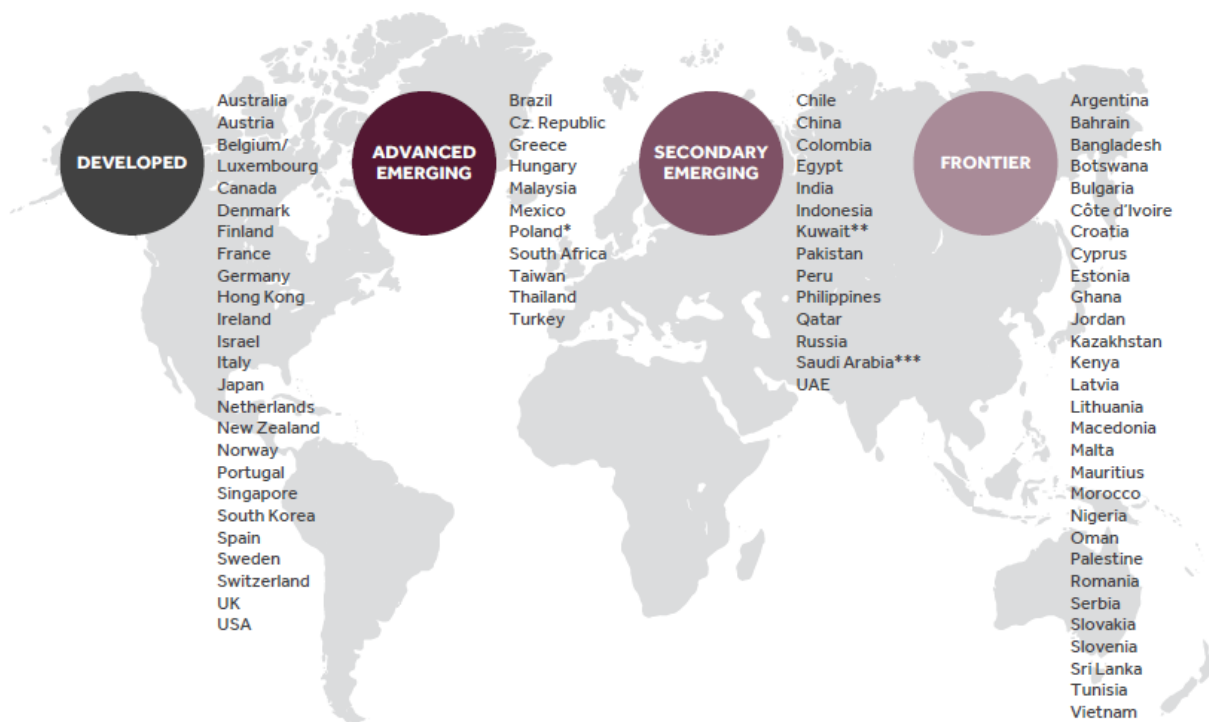 DEVELOPED
Australia
Austria
Belgium/
Luxembourg
Canada
Denmark
Finland
France
Germany
Hong Kong
Ireland
Israel
Italy
Japan
Netherlands
New Zealand
Norway
Portugal
Singapore
South Korea
Spain
Sweden
Switzerland
UK
USA
ADVANCED
EMERGING
Brazil
Cz. Republic
Greece
Hungary
Malaysia
Mexico
Poland*
South Africa
Taiwan
Thailand
Turkey
SECONDARY
EMERGING
Chile
China
Colombia
Egypt
India
Indonesia
Kuwait**
Pakistan
Peru
Philippines
Qatar
Russia
Saudi Arabia***
UAE
FRONTIER
Argentina
Bahrain
Bangladesh
Botswana
Bulgaria
Côte d’Ivoire
Croatia
Cyprus
Estonia
Ghana
Jordan
Kazakhstan
Kenya
Latvia
Lithuania
Macedonia
Malta
Mauritius
Morocco
Nigeria
Oman
Palestine
Romania
Serbia
Slovakia
Slovenia
Sri Lanka
Tunisia
Vietnam